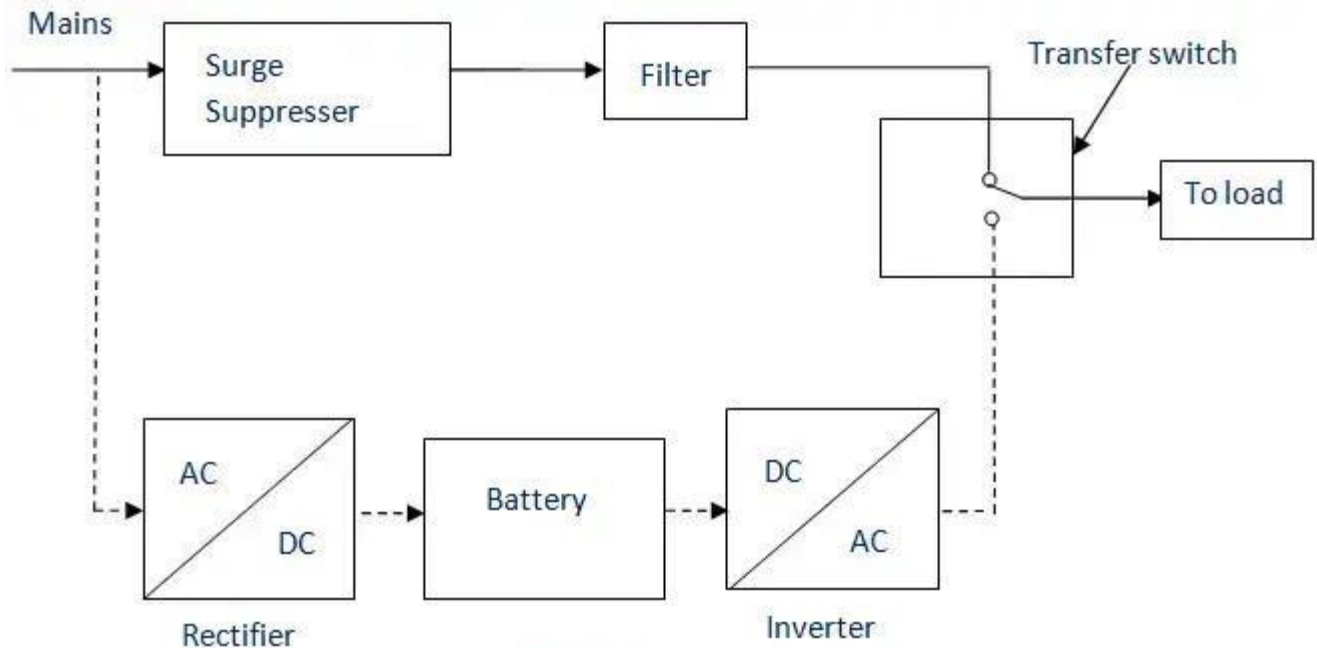 Mains
Surge
Suppresser
Filter
Transfer switch
To load
AC
DC
Battery
DC
AC
Rectifier
Inverter